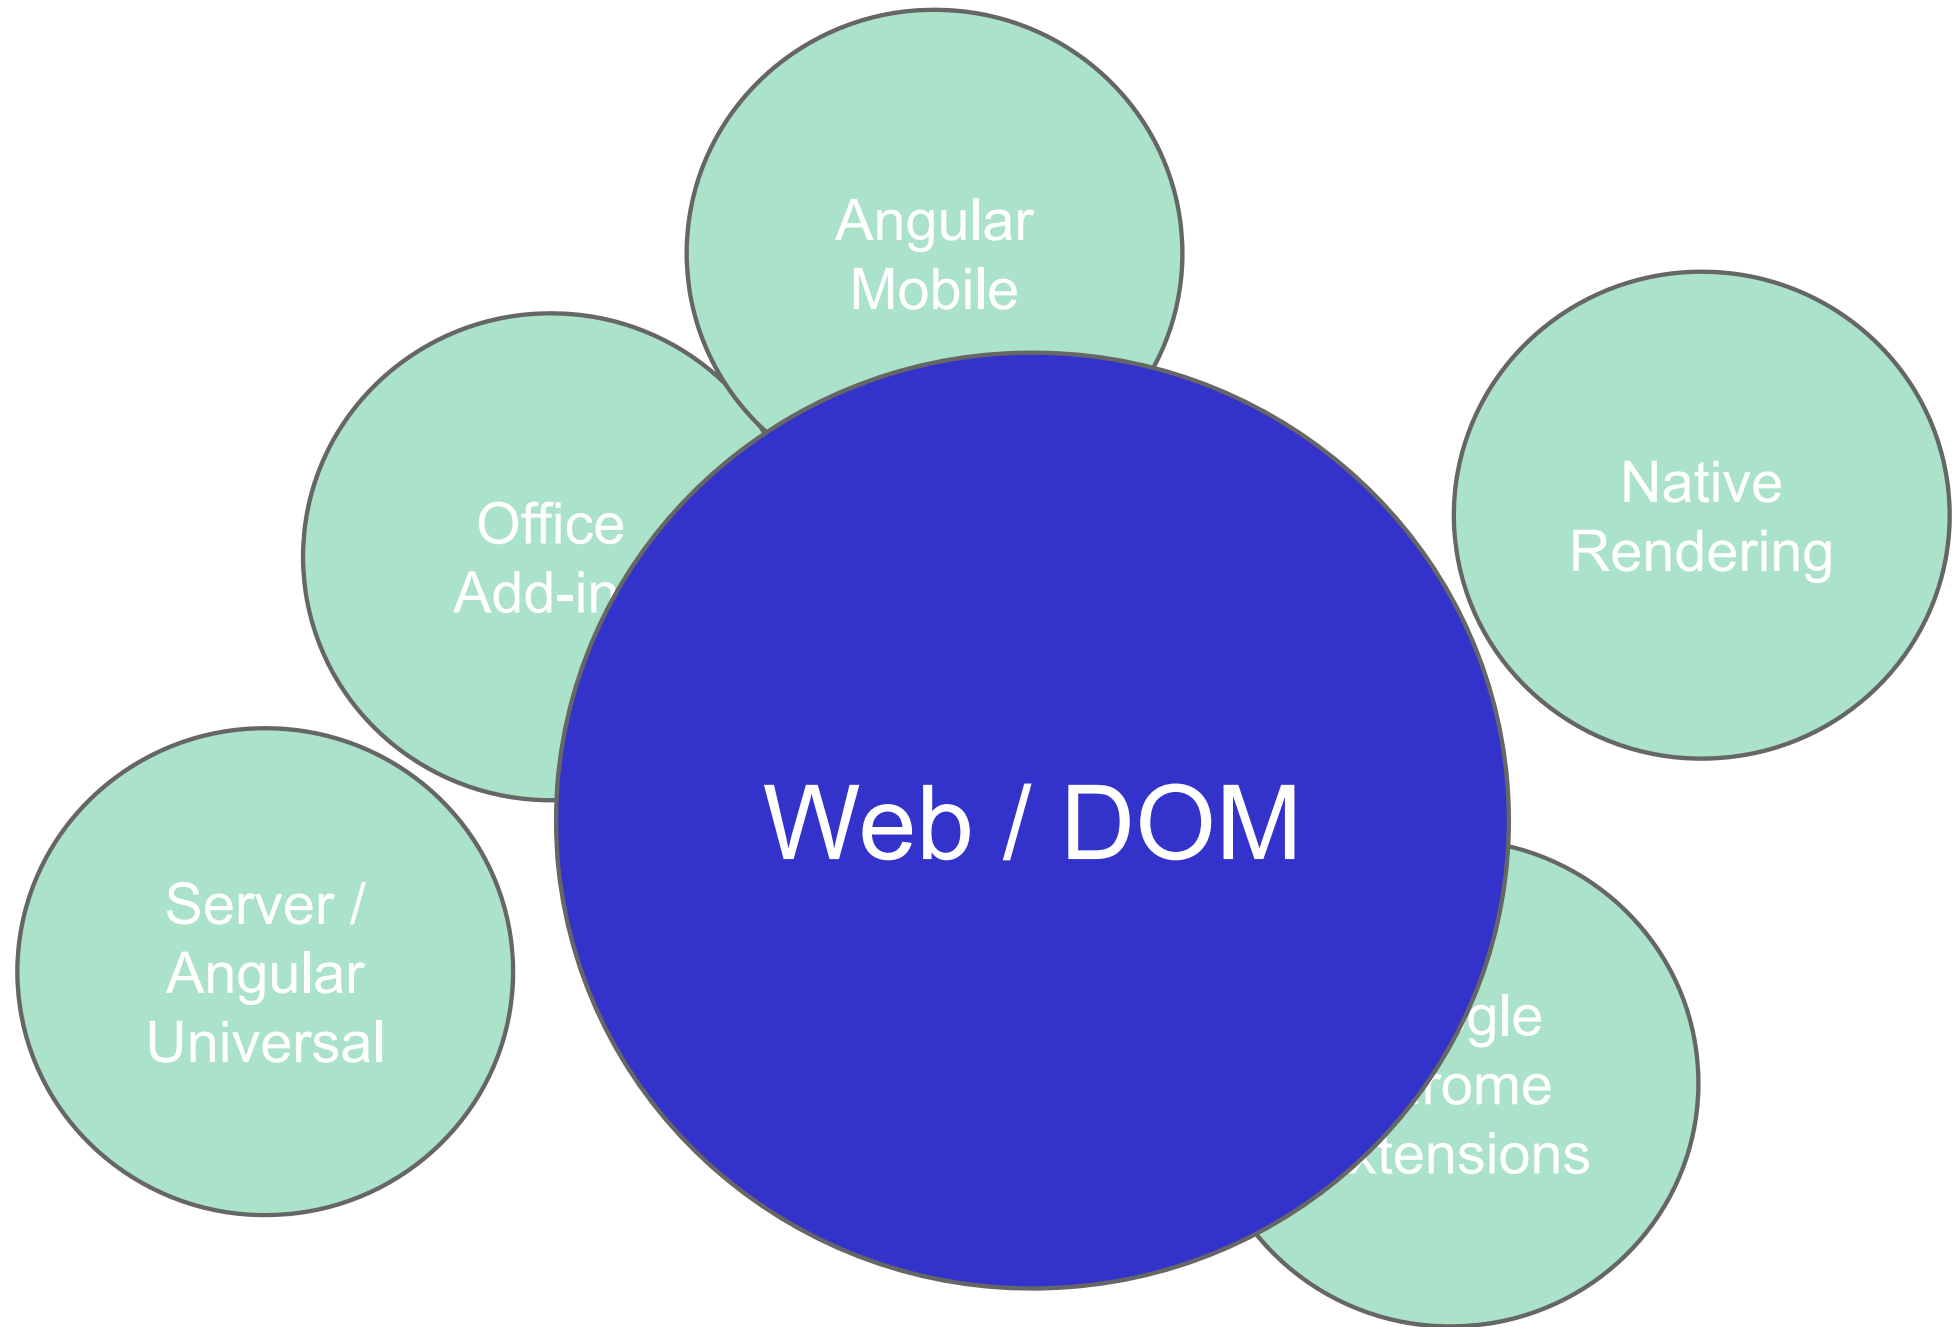 Angular
Mobile
Native
Rendering
Office
Web / DOM
Server /
Angular
Universal